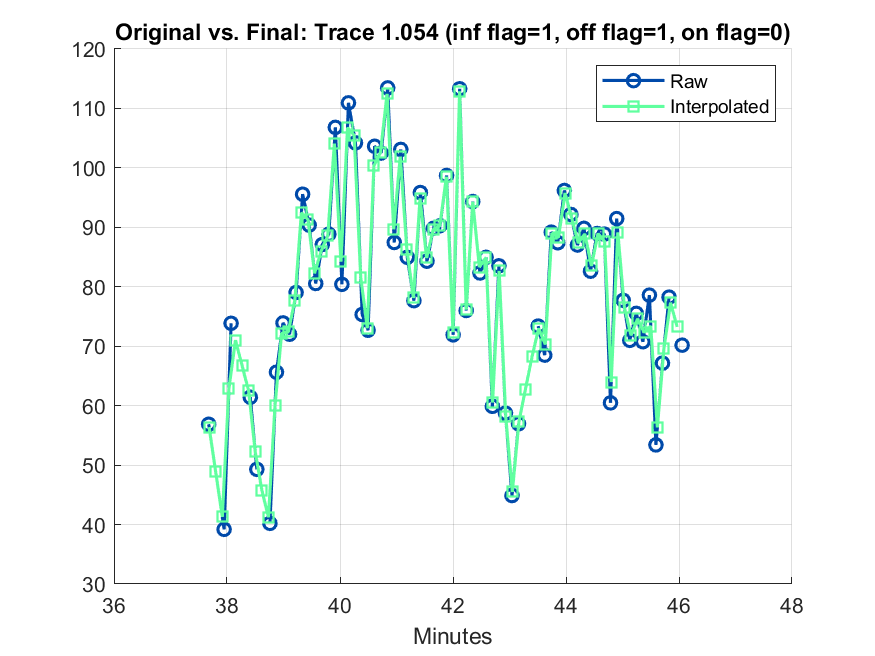 Original vs. Final: Trace 1.054 (inf flag=1, off flag=1, on flag=0)
120
110
100
90
80
70
60
50
40
30
Raw
Interpolated
36 38 40 42 44 46 48
Minutes